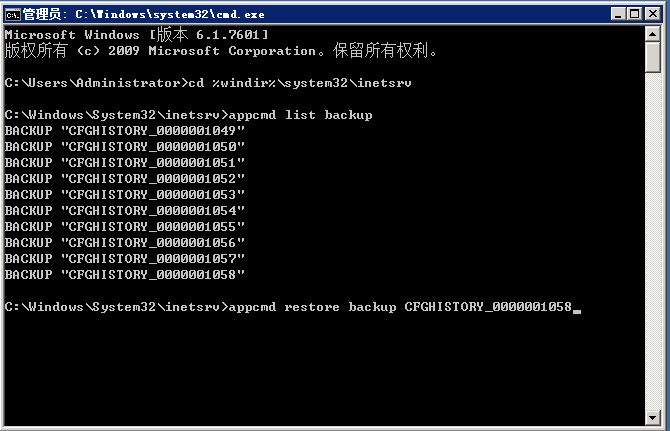 管理员: C:\Windows\system32\cmd.exe
Microsoft Windows [版本 6.1.7601]
版权所有 (c) 2009 Microsoft Corporation。保留所有权利。
C:\Users\Administrator>cd %windir%\system32\inetsrv
C:\Windows\System32\inetsrv>appcmd list backup
BACKUP "CFGHISTORY_0000001049"
BACKUP "CFGHISTORY_0000001050"
BACKUP "CFGHISTORY_0000001051"
BACKUP "CFGHISTORY_0000001052"
BACKUP "CFGHISTORY_0000001053"
BACKUP "CFGHISTORY_0000001054"
BACKUP "CFGHISTORY_0000001055"
BACKUP "CFGHISTORY_0000001056"
BACKUP "CFGHISTORY_0000001057"
BACKUP "CFGHISTORY_0000001058"
C:\Windows\System32\inetsrv>appcmd restore backup CFGHISTORY_0000001058_